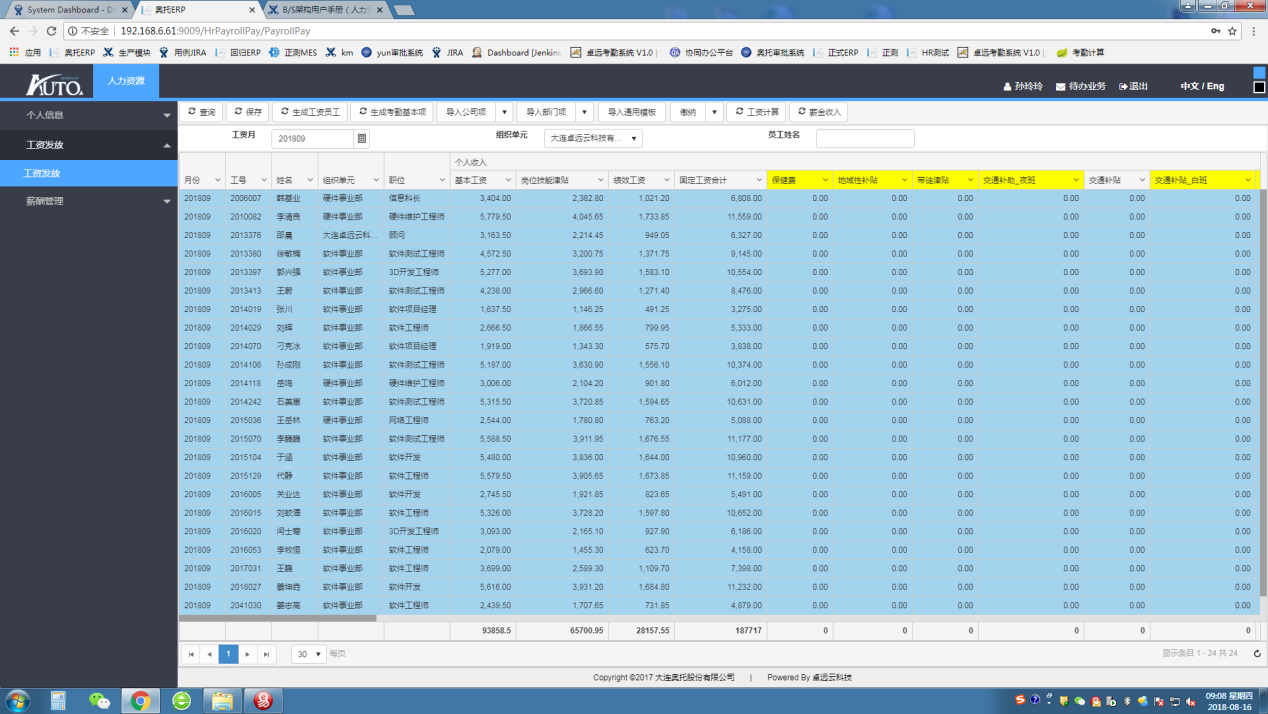 System Dashboard - Da × 奥托ERP × B/S架构用户手册（人力 ×
不安全 | 192.168.6.61:9009/HrPayrollPay/PayrollPay
应用 奥托ERP 生产模块 用例/JIRA 回归ERP 正测MES km yun审批系统 JIRA Dashboard [Jenkins 卓远考勤系统 V1.0 | 协同办公平台 奥托审批系统 正式ERP 正测 HR测试 卓远考勤系统 V1.0 | 考勤计算
AUTO. 人力资源 孙玲玲 待办业务 退出 中文 / Eng
个人信息
工资发放
工资发放
薪酬管理
查询 保存 生成工资员工 生成考勤基本项 导入公司项 导入部门项 导入通用模板 缴纳 工资计算 薪金收入
工资月 201809 组织单元 大连卓远云科技有... 员工姓名
个人收入
月份 工号 姓名 组织单元 职位 基本工资 岗位技能津贴 绩效工资 固定工资合计 保健费 地域性补贴 带徒津贴 交通补助_夜班 交通补贴 交通补贴_白班
201809 2006007 韩基业 硬件事业部 信息科长 3,404.00 2,382.80 1,021.20 6,808.00 0.00 0.00 0.00 0.00 0.00 0.00
201809 2010082 李清良 硬件事业部 硬件维护工程师 5,779.50 4,045.65 1,733.85 11,559.00 0.00 0.00 0.00 0.00 0.00 0.00
201809 2013376 邵晨 大连卓远云科... 顾问 3,163.50 2,214.45 949.05 6,327.00 0.00 0.00 0.00 0.00 0.00 0.00
201809 2013380 徐敏楠 软件事业部 软件测试工程师 4,572.50 3,200.75 1,371.75 9,145.00 0.00 0.00 0.00 0.00 0.00 0.00
201809 2013397 郭兴强 软件事业部 3D开发工程师 5,277.00 3,693.90 1,583.10 10,554.00 0.00 0.00 0.00 0.00 0.00 0.00
201809 2013413 王蔚 软件事业部 软件测试工程师 4,238.00 2,966.60 1,271.40 8,476.00 0.00 0.00 0.00 0.00 0.00 0.00
201809 2014019 张川 软件事业部 软件项目经理 1,637.50 1,146.25 491.25 3,275.00 0.00 0.00 0.00 0.00 0.00 0.00
201809 2014029 刘辉 软件事业部 软件工程师 2,666.50 1,866.55 799.95 5,333.00 0.00 0.00 0.00 0.00 0.00 0.00
201809 2014070 刁亮冰 软件事业部 软件项目经理 1,919.00 1,343.30 575.70 3,838.00 0.00 0.00 0.00 0.00 0.00 0.00
201809 2014106 孙成刚 软件事业部 软件测试工程师 5,187.00 3,630.90 1,556.10 10,374.00 0.00 0.00 0.00 0.00 0.00 0.00
201809 2014118 岳鸣 硬件事业部 硬件维护工程师 3,006.00 2,104.20 901.80 6,012.00 0.00 0.00 0.00 0.00 0.00 0.00
201809 2014242 石美惠 软件事业部 软件测试工程师 5,315.50 3,720.85 1,594.65 10,631.00 0.00 0.00 0.00 0.00 0.00 0.00
201809 2015036 王岳林 硬件事业部 网络工程师 2,544.00 1,780.80 763.20 5,088.00 0.00 0.00 0.00 0.00 0.00 0.00
201809 2015070 李巍巍 软件事业部 软件测试工程师 5,588.50 3,911.95 1,676.55 11,177.00 0.00 0.00 0.00 0.00 0.00 0.00
201809 2015104 于涵 软件事业部 软件开发 5,480.00 3,836.00 1,644.00 10,960.00 0.00 0.00 0.00 0.00 0.00 0.00
201809 2015129 代静 软件事业部 软件工程师 5,579.50 3,905.65 1,673.85 11,159.00 0.00 0.00 0.00 0.00 0.00 0.00
201809 2016005 关业达 软件事业部 软件开发 2,745.50 1,921.85 823.65 5,491.00 0.00 0.00 0.00 0.00 0.00 0.00
201809 2016015 刘蛟潭 软件事业部 软件工程师 5,326.00 3,728.20 1,597.80 10,652.00 0.00 0.00 0.00 0.00 0.00 0.00
201809 2016020 闫士 软件事业部 3D开发工程师 3,093.00 2,165.10 927.90 6,186.00 0.00 0.00 0.00 0.00 0.00 0.00
201809 2016053 李牧恒 软件事业部 软件工程师 2,079.00 1,455.30 623.70 4,158.00 0.00 0.00 0.00 0.00 0.00 0.00
201809 2017031 王巍 软件事业部 软件工程师 3,699.00 2,589.30 1,109.70 7,398.00 0.00 0.00 0.00 0.00 0.00 0.00
201809 2018027 姜坤垚 软件事业部 软件开发 5,616.00 3,931.20 1,684.80 11,232.00 0.00 0.00 0.00 0.00 0.00 0.00
201809 2041030 姜志高 软件事业部 软件工程师 2,439.50 1,707.65 731.85 4,879.00 0.00 0.00 0.00 0.00 0.00 0.00
93858.5 65700.95 28157.55 187717 0 0 0 0 0 0
1 30 每页 显示条目 1 - 24 共 24
Copyright ©2017 大连奥托股份有限公司 | Powered By 卓远云科技
09:08 星期四
2018-08-16